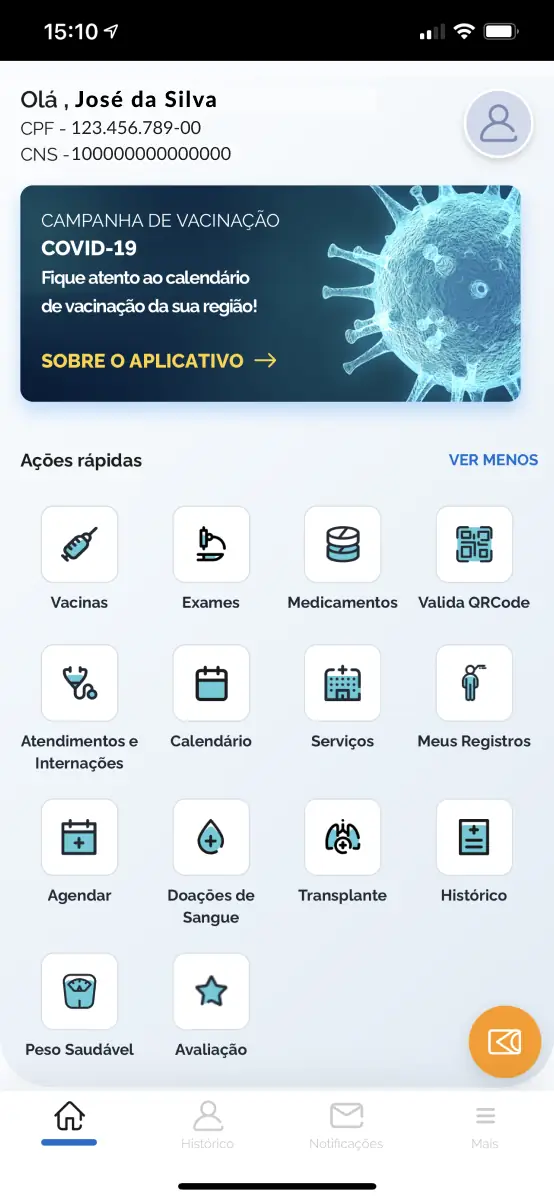 15:10
Olá , José da Silva
CPF - 123.456.789-00
CNS -100000000000000
CAMPANHA DE VACINAÇÃO
COVID-19
Fique atento ao calendário
de vacinação da sua região!
SOBRE O APLICATIVO
Ações rápidas
VER MENOS
Vacinas
Exames
Medicamentos
Valida QRCode
Atendimentos e
Internações
Calendário
Serviços
Meus Registros
Agendar
Doações de
Sangue
Transplante
Histórico
Peso Saudável
Avaliação
Histórico
Notificações
Mais